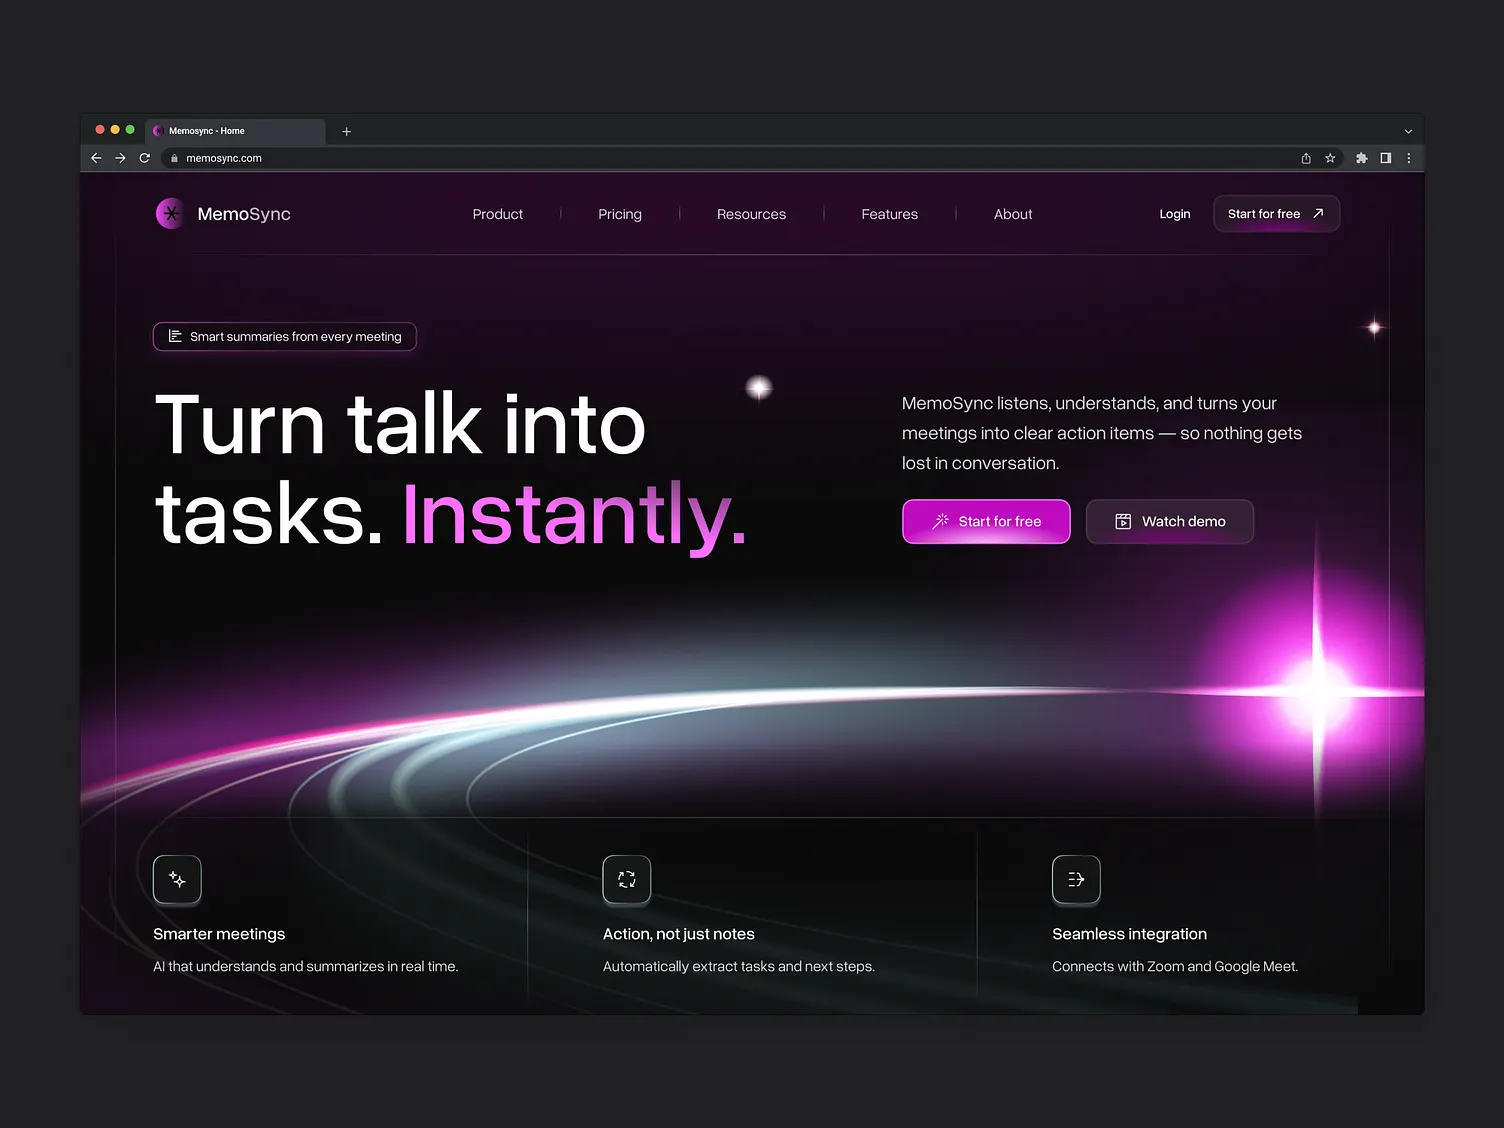 Memosync - Home
memosync.com
MemoSync
Product
Pricing
Resources
Features
About
Login
Start for free
Smart summaries from every meeting
Turn talk into
tasks. Instantly.
MemoSync listens, understands, and turns your
meetings into clear action items — so nothing gets
lost in conversation.
Start for free
Watch demo
Smarter meetings
AI that understands and summarizes in real time.
Action, not just notes
Automatically extract tasks and next steps.
Seamless integration
Connects with Zoom and Google Meet.